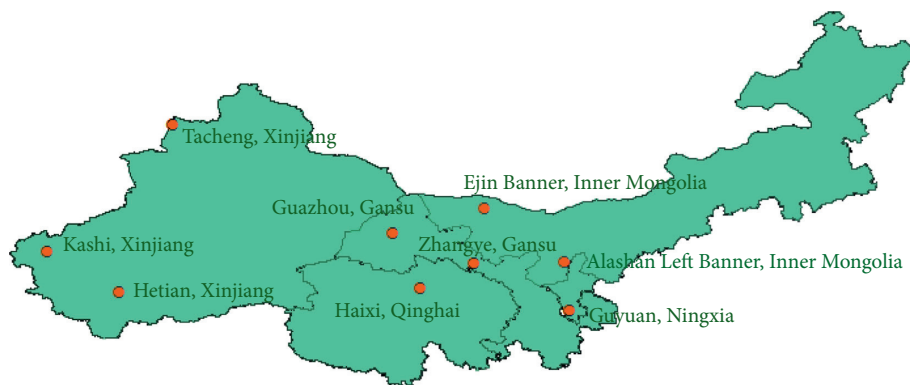 Tacheng, Xinjiang
Ejin Banner, Inner Mongolia
Guazhou, Gansu
Kashi, Xinjiang
Zhangye, Gansu
Alashan Left Banner, Inner Mongolia
Hetian, Xinjiang
Haixi, Qinghai
Guyuan, Ningxia